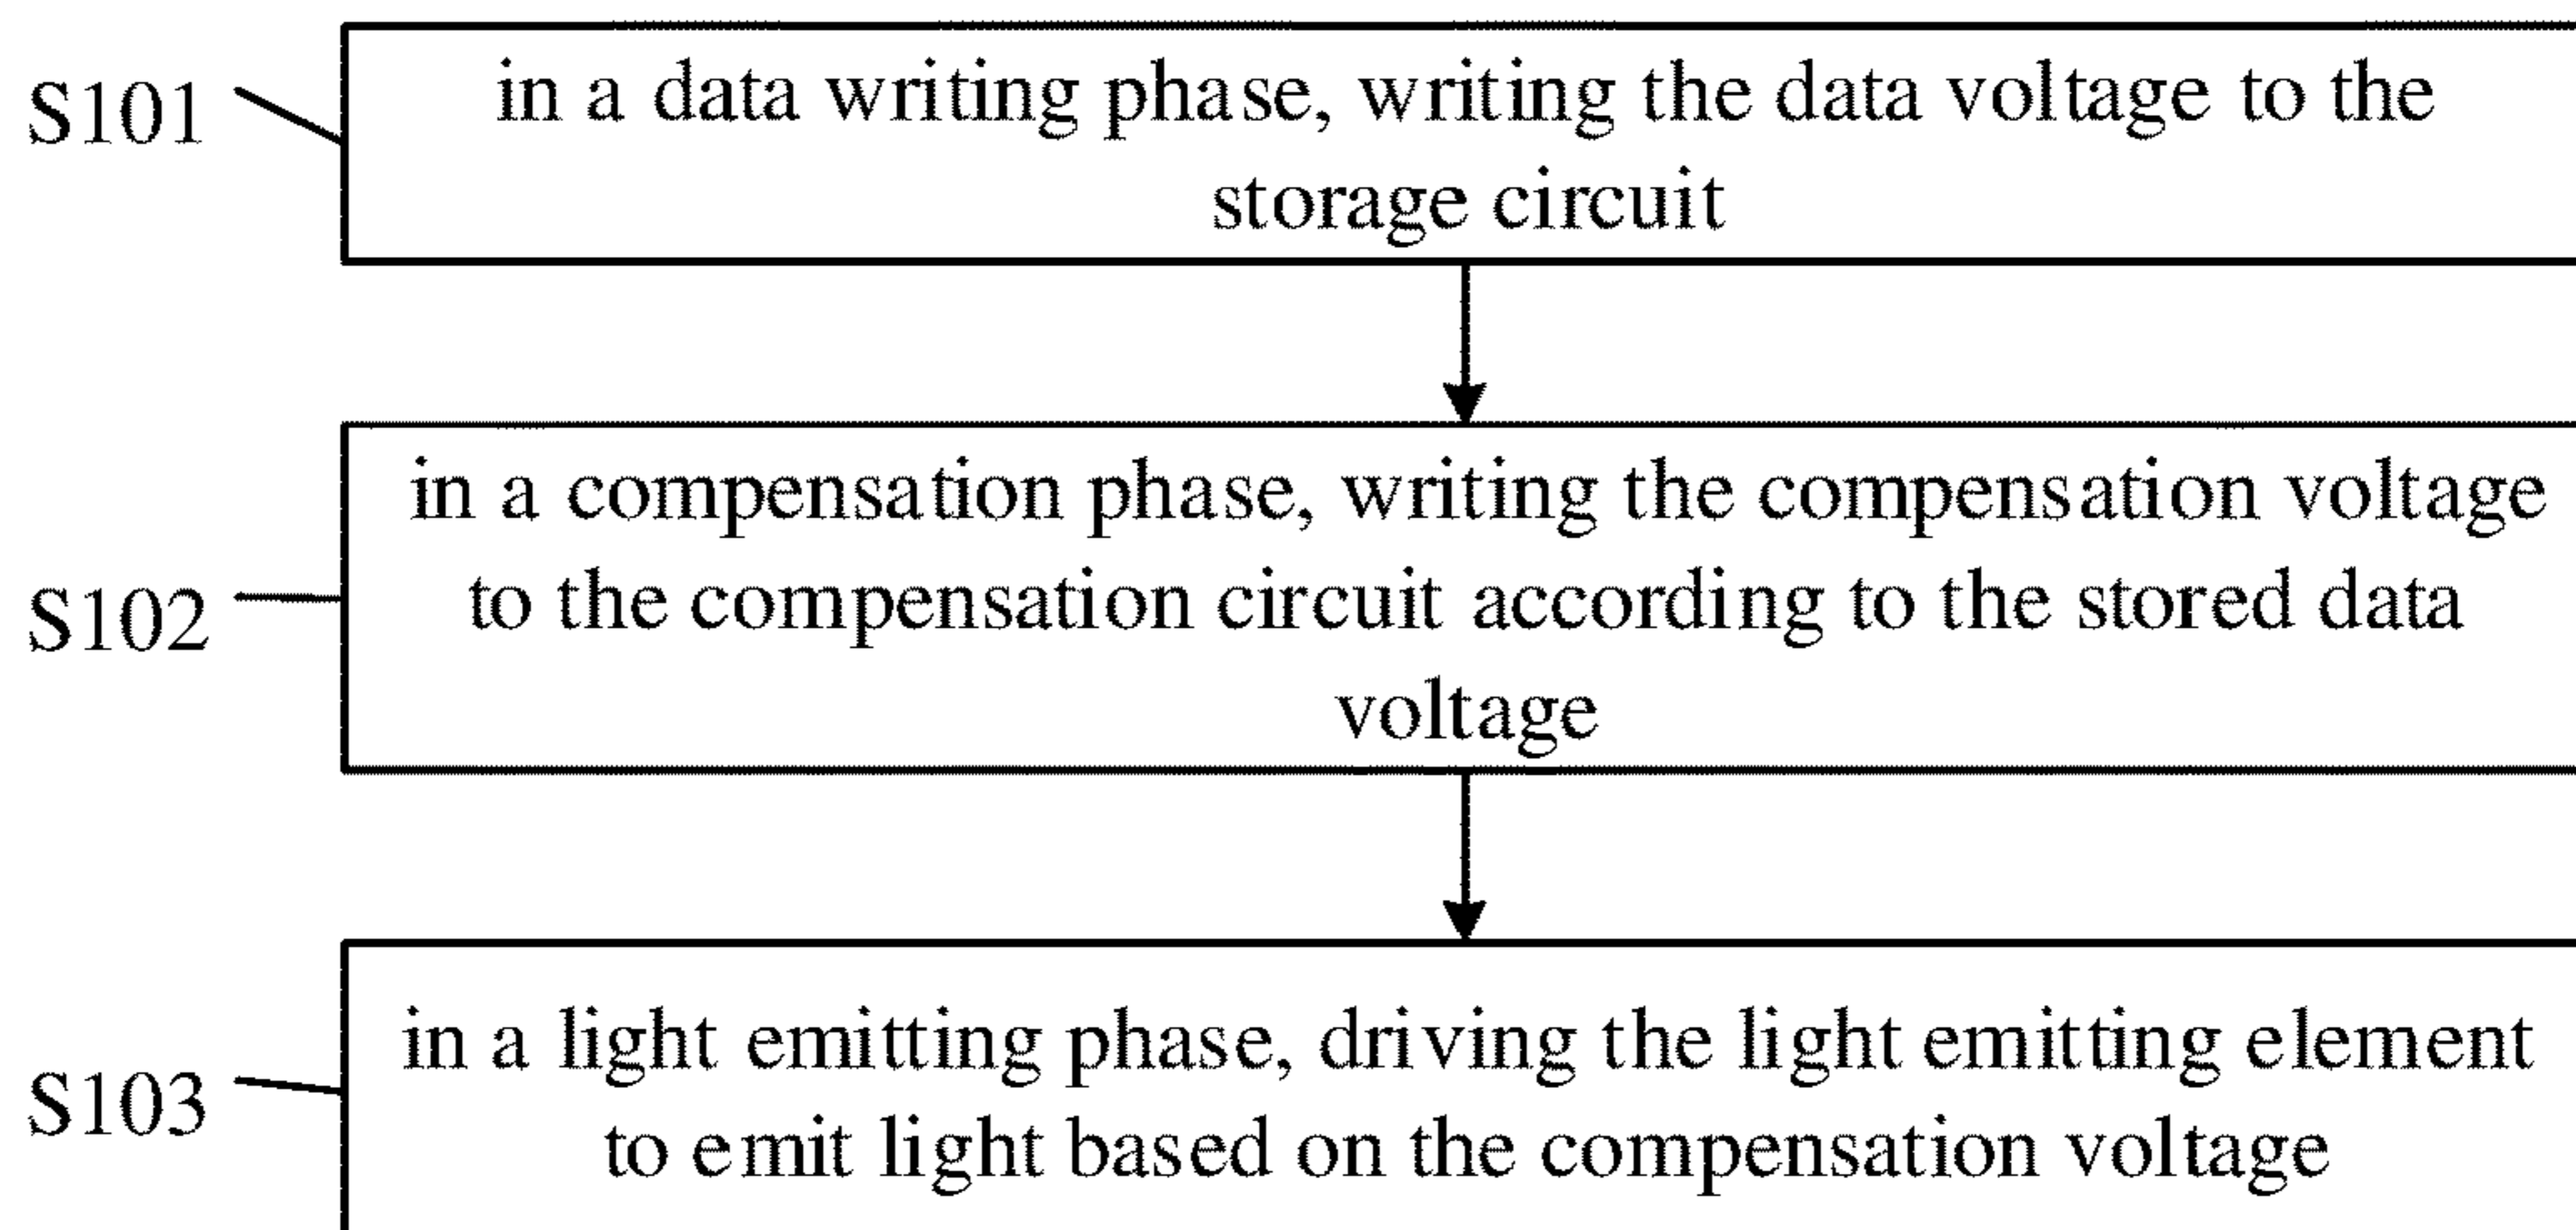 S101
in a data writing phase, writing the data voltage to the
storage circuit
S102
in a compensation phase, writing the compensation voltage
to the compensation circuit according to the stored data
voltage
S103
in a light emitting phase, driving the light emitting element
to emit light based on the compensation voltage